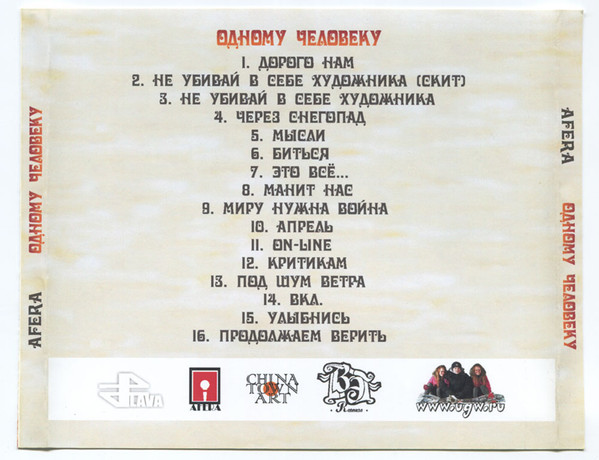 ОДНОМУ ЧЕЛОВЕКУ
1. ДОРОГО НАМ
2. НЕ УБИВАЙ В СЕБЕ ХУДОЖНИКА (СКИТ)
3. НЕ УБИВАЙ В СЕБЕ ХУДОЖНИКА
4. ЧЕРЕЗ СНЕГОПАД
5. МЫСЛИ
6. БИТЬСЯ
7. ЭТО ВСЁ...
8. МАНИТ НАС
9. МИРУ НУЖНА ВОЙНА
10. АПРЕЛЬ
11. ON-LINE
12. КРИТИКАМ
13. ПОД ШУМ ВЕТРА
14. ВКЛ.
15. УЛЫБНИСЬ
16. ПРОДОЛЖАЕМ ВЕРИТЬ
AFERA ОДНОМУ ЧЕЛОВЕКУ
AFERA ОДНОМУ ЧЕЛОВЕКУ
AFERA
CHINA
TOWN
ART
www.ugw.ru